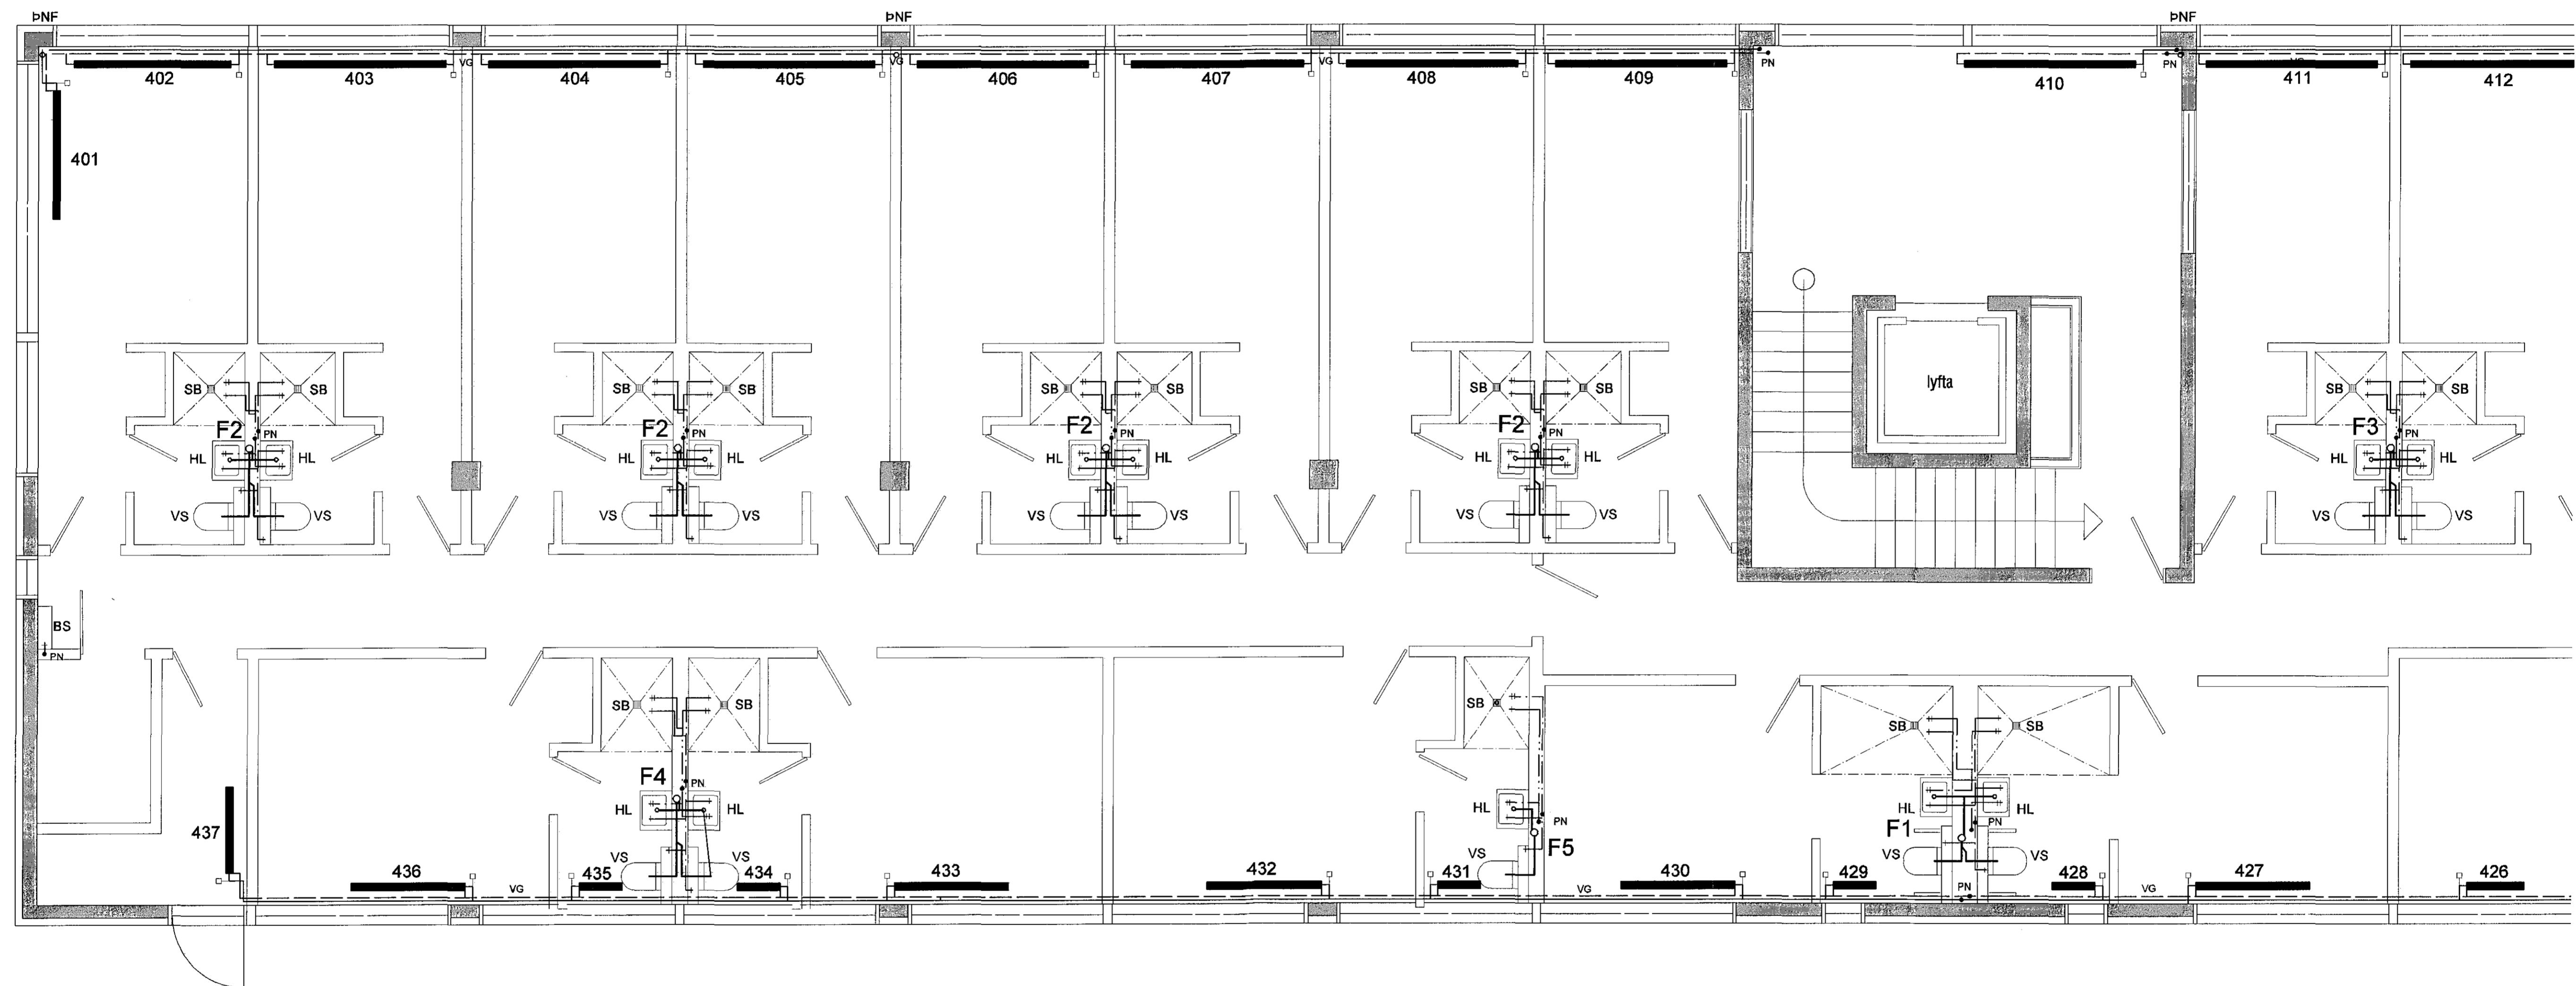 ÞNF ÞNF ÞNF
VG VG VG PN PN VG
402 403 404 405 406 407 408 409 410 411 412
401
lyfta
SB SB SB SB SB SB SB SB SB SB
F2 PN F2 PN F2 PN F2 PN F3 PN
HL HL HL HL HL HL HL HL HL HL
VS VS VS VS VS VS VS VS VS VS
BS
PN
SB SB SB SB SB
F4 PN
HL HL HL PN HL HL
437 F5 F1 PN
VS VS VS VS
436 435 434 433 432 431 430 429 PN 428 427 426
VG VG VG